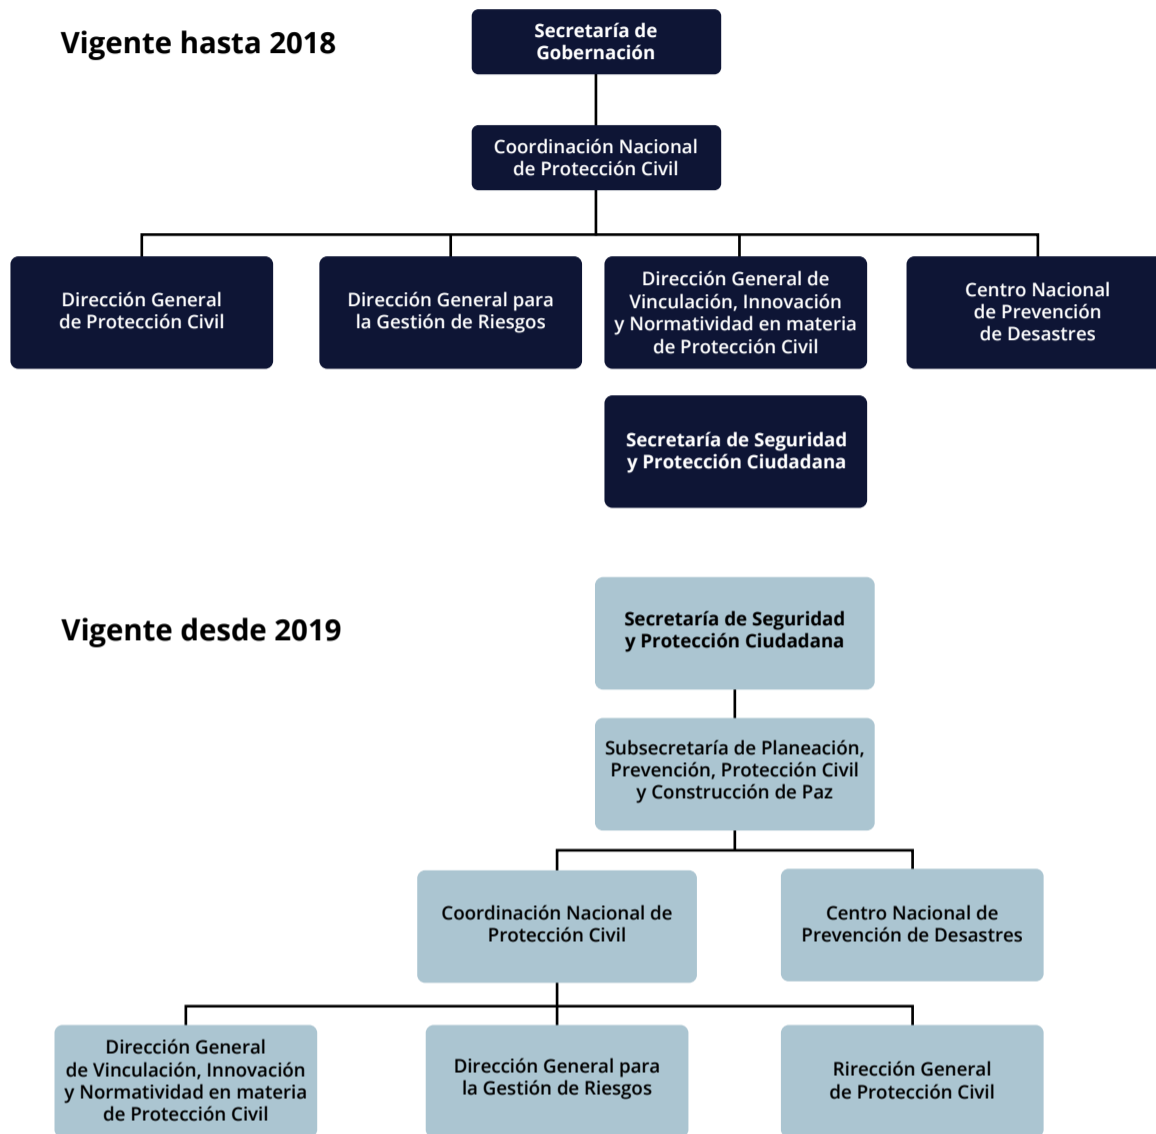 Vigente hasta 2018
Secretaría de
Gobernación
Coordinación Nacional
de Protección Civil
Dirección General
de Protección Civil
Dirección General para
la Gestión de Riesgos
Dirección General de
Vinculación, Innovación
y Normatividad en materia
de Protección Civil
Centro Nacional
de Prevención
de Desastres
Secretaría de Seguridad
y Protección Ciudadana
Vigente desde 2019
Secretaría de Seguridad
y Protección Ciudadana
Subsecretaría de Planeación,
Prevención, Protección Civil
y Construcción de Paz
Coordinación Nacional de
Protección Civil
Centro Nacional de
Prevención de Desastres
Dirección General
de Vinculación, Innovación
y Normatividad en materia
de Protección Civil
Dirección General para
la Gestión de Riesgos
Rirección General
de Protección Civil